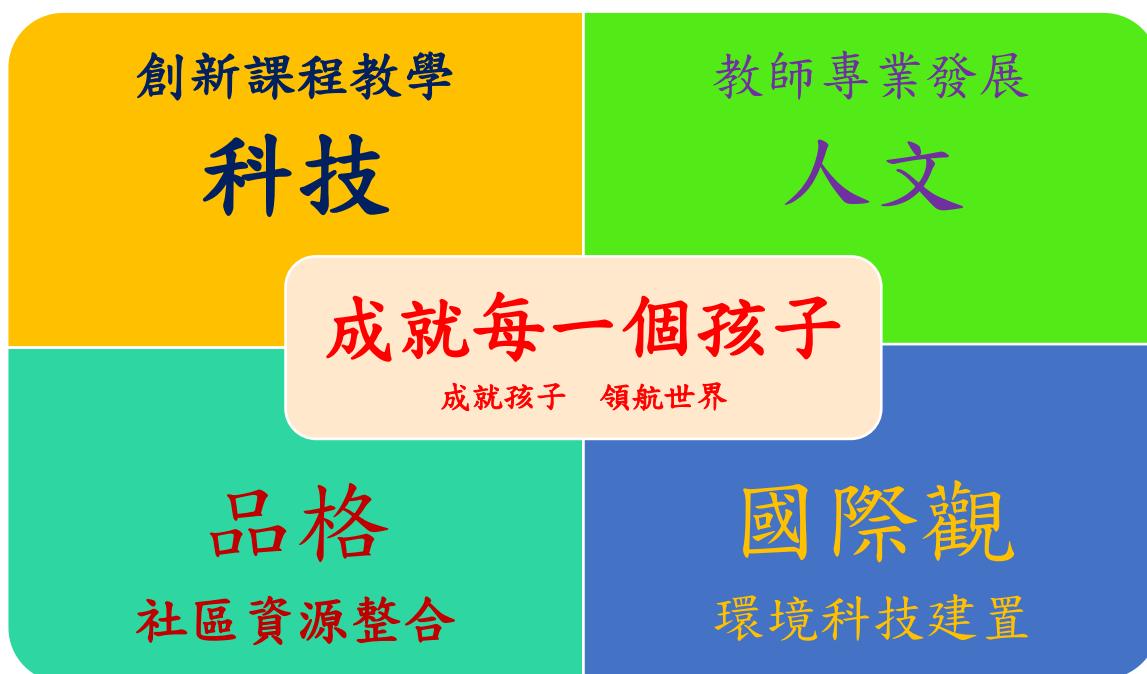 創新課程教學
科技
教師專業發展
人文
成就每一個孩子
成就孩子　領航世界
品格
社區資源整合
國際觀
環境科技建置